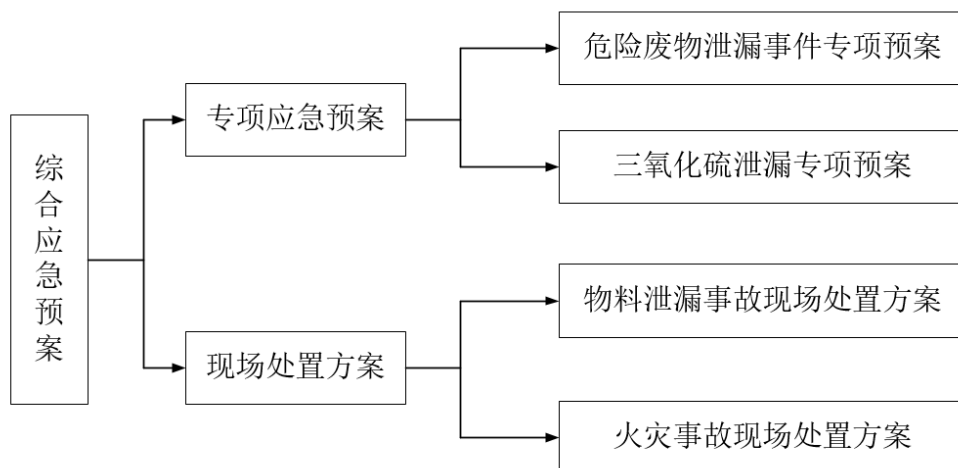 综合应急预案
专项应急预案
危险废物泄漏事件专项预案
三氧化硫泄漏专项预案
现场处置方案
物料泄漏事故现场处置方案
火灾事故现场处置方案